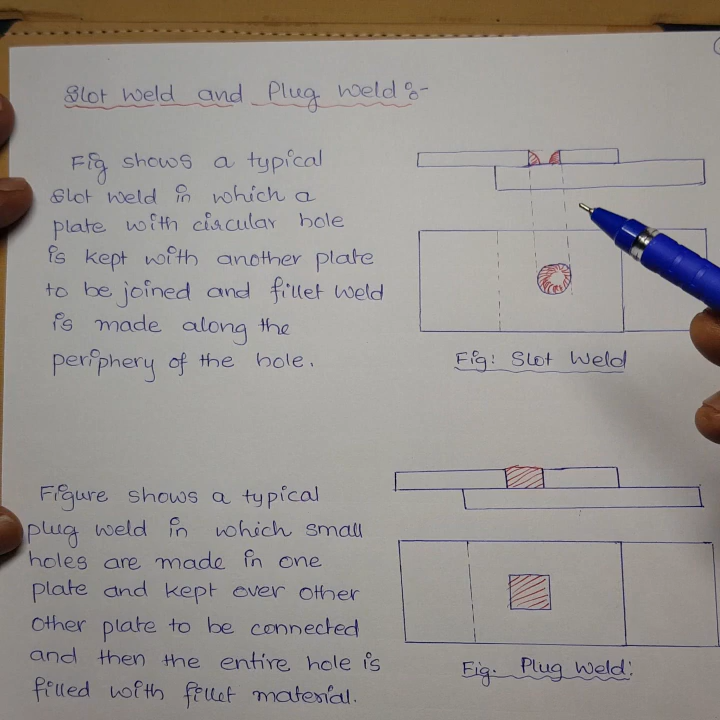 Slot Weld and Plug Weld :-
Fig shows a typical
slot weld in which a
plate with circular hole
is kept with another plate
to be joined and fillet weld
is made along the
periphery of the hole.
Fig: Slot Weld
Figure shows a typical
plug weld in which small
holes are made in one
plate and kept over other
other plate to be connected
and then the entire hole is
filled with fillet material.
Fig. Plug Weld: